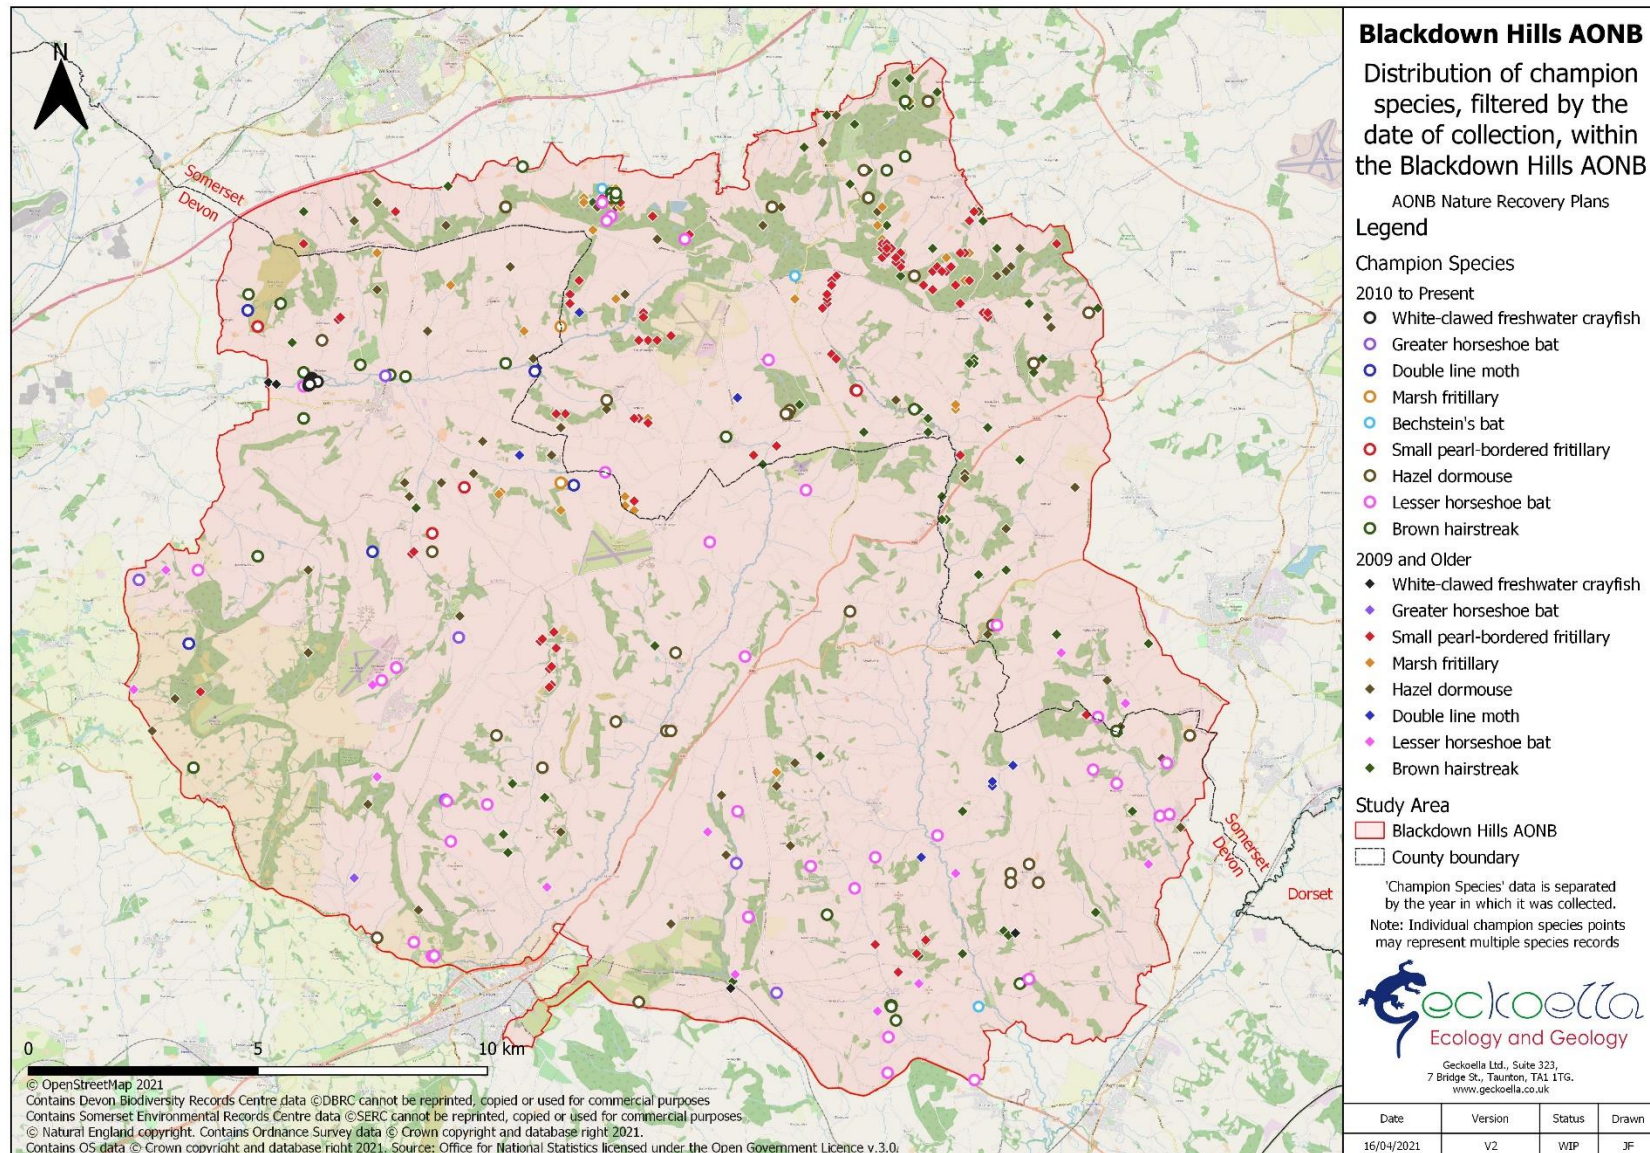 N
Somerset
Devon
Somerset
Devon
Dorset
0 5 10 km
© OpenStreetMap 2021
Contains Devon Biodiversity Records Centre data ©DBRC cannot be reprinted, copied or used for commercial purposes
Contains Somerset Environmental Records Centre data ©SERC cannot be reprinted, copied or used for commercial purposes
© Natural England copyright. Contains Ordnance Survey data © Crown copyright and database right 2021.
Contains OS data © Crown copyright and database right 2021. Source: Office for National Statistics licensed under the Open Government Licence v.3.0.
Blackdown Hills AONB
Distribution of champion
species, filtered by the
date of collection, within
the Blackdown Hills AONB
AONB Nature Recovery Plans
Legend
Champion Species
2010 to Present
White-clawed freshwater crayfish
Greater horseshoe bat
Double line moth
Marsh fritillary
Bechstein's bat
Small pearl-bordered fritillary
Hazel dormouse
Lesser horseshoe bat
Brown hairstreak
2009 and Older
White-clawed freshwater crayfish
Greater horseshoe bat
Small pearl-bordered fritillary
Marsh fritillary
Hazel dormouse
Double line moth
Lesser horseshoe bat
Brown hairstreak
Study Area
Blackdown Hills AONB
County boundary
'Champion Species' data is separated
by the year in which it was collected.
Note: Individual champion species points
may represent multiple species records
geckoella
Ecology and Geology
Geckoella Ltd., Suite 323,
7 Bridge St., Taunton, TA1 1TG.
www.geckoella.co.uk
Date Version Status Drawn
16/04/2021 V2 WIP JF